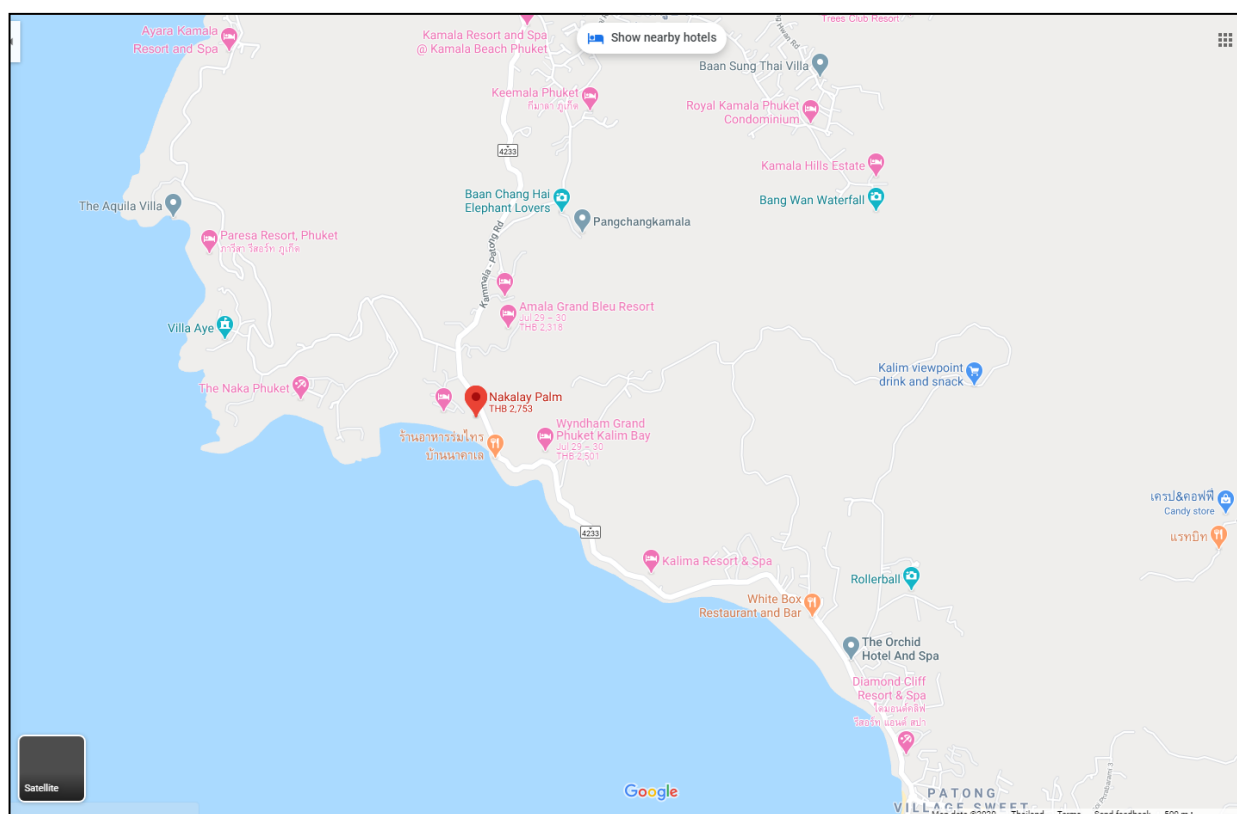 Trees Club Resort
Ayara Kamala
Resort and Spa
Kamala Resort and Spa
@ Kamala Beach Phuket
Show nearby hotels
Baan Sung Thai Villa
Keemala Phuket
กีมาลา ภูเก็ต
Royal Kamala Phuket
Condominium
4233
Kamala Hills Estate
Baan Chang Hai
Elephant Lovers
Bang Wan Waterfall
The Aquila Villa
Pangchangkamala
Paresa Resort, Phuket
ภารีสา รีสอร์ท ภูเก็ต
Kammala - Patong Rd
Amala Grand Bleu Resort
Jul 29 – 30
THB 2,318
Villa Aye
Kalim viewpoint
drink and snack
The Naka Phuket
Nakalay Palm
THB 2,753
Wyndham Grand
Phuket Kalim Bay
Jul 29 – 30
THB 2,501
ร้านอาหารร่มไทร
บ้านนาคาเล
เครป&คอฟฟี่
Candy store
4233
แรทบิท
Kalima Resort & Spa
Rollerball
White Box
Restaurant and Bar
The Orchid
Hotel And Spa
Diamond Cliff
Resort & Spa
ไดมอนด์คลิฟ
รีสอร์ท แอนด์ สปา
Satellite
Google
PATONG
VILLAGE SWEET
Map data ©2020 Thailand Terms Send feedback 500 m